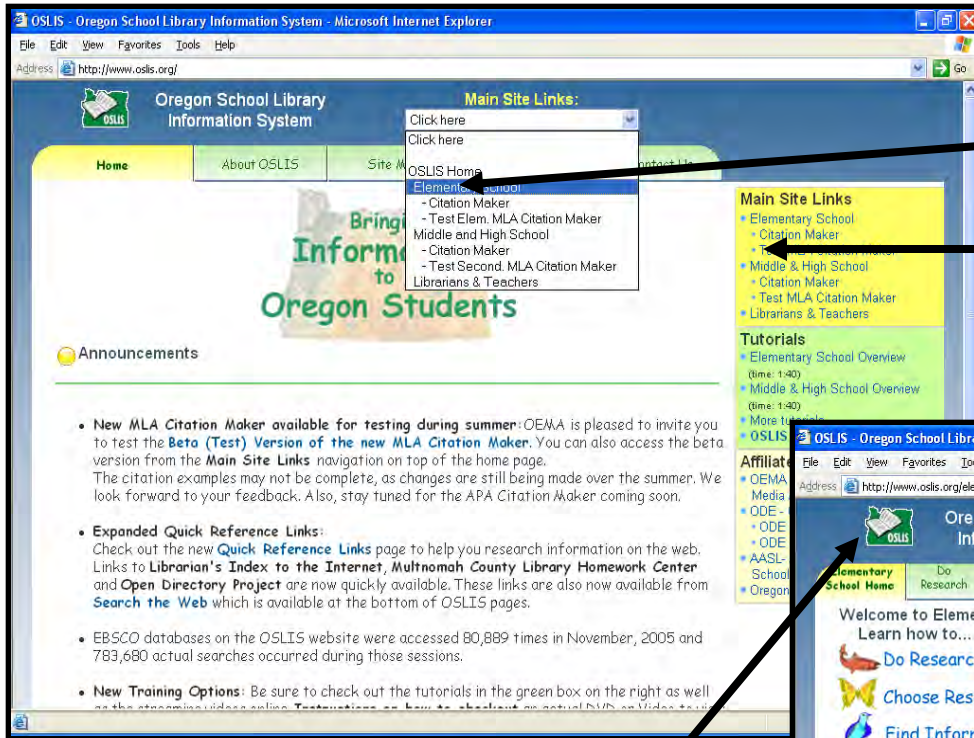 OSLIS - Oregon School Library Information System - Microsoft Internet Explorer
File Edit View Favorites Tools Help
Address http://www.oslis.org/ Go
OSLIS
Oregon School Library
Information System
Main Site Links:
Click here
Click here
OSLIS Home
Elementary School
- Citation Maker
- Test Elem. MLA Citation Maker
Middle and High School
- Citation Maker
- Test Second. MLA Citation Maker
Librarians & Teachers
Home About OSLIS Site
Information
to
Oregon Students
Main Site Links
Elementary School
Citation Maker
Citation Maker
Middle & High School
Citation Maker
Test MLA Citation Maker
Librarians & Teachers
Tutorials
Elementary School Overview
(time: 1:40)
Middle & High School Overview
(time: 1:40)
More tutorials
OSLIS
Affiliate
OEMA
Media
ODE -
ODE
ODE
AASL-
School
Oregon
Announcements
• New MLA Citation Maker available for testing during summer: OEMA is pleased to invite you
to test the Beta (Test) Version of the new MLA Citation Maker. You can also access the beta
version from the Main Site Links navigation on top of the home page.
The citation examples may not be complete, as changes are still being made over the summer. We
look forward to your feedback. Also, stay tuned for the APA Citation Maker coming soon.
• Expanded Quick Reference Links:
Check out the new Quick Reference Links page to help you research information on the web.
Links to Librarian's Index to the Internet, Multnomah County Library Homework Center
and Open Directory Project are now quickly available. These links are also now available from
Search the Web which is available at the bottom of OSLIS pages.
• EBSCO databases on the OSLIS website were accessed 80,889 times in November, 2005 and
783,680 actual searches occurred during those sessions.
• New Training Options: Be sure to check out the tutorials in the green box on the right as well
OSLIS - Oregon School Libra
File Edit View Favorites Too
Address http://www.oslis.org/ele
OSLIS
Ore
In
Elementary
School Home
Do
Research
Welcome to Eleme
Learn how to...
Do Researc
Choose Res
Find Inform